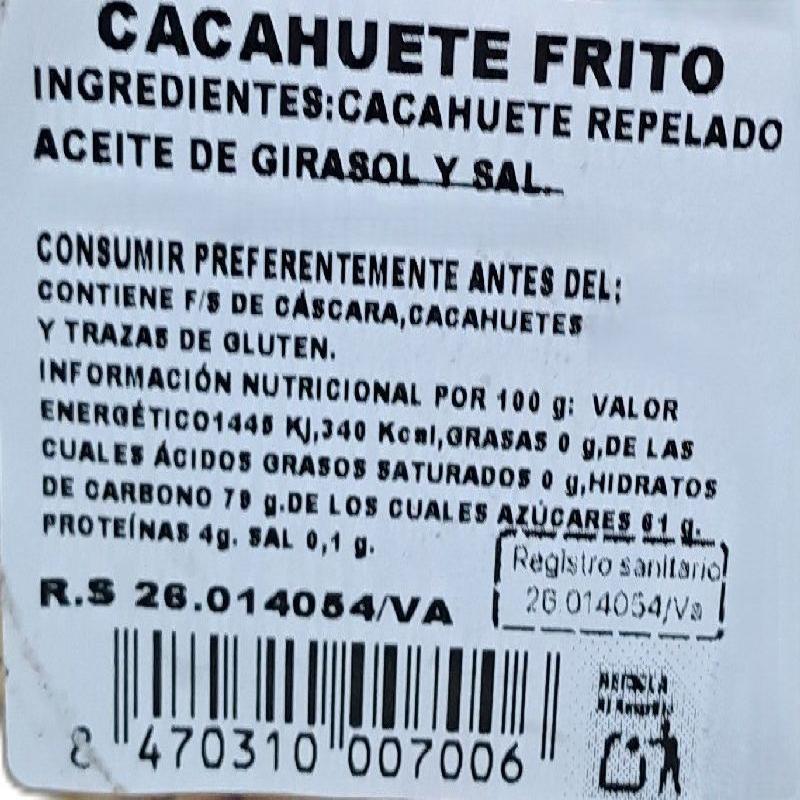 CACAHUETE FRITO
INGREDIENTES:CACAHUETE REPELADO
ACEITE DE GIRASOL Y SAL.
CONSUMIR PREFERENTEMENTE ANTES DEL:
CONTIENE F/S DE CÁSCARA,CACAHUETES
Y TRAZAS DE GLUTEN.
INFORMACIÓN NUTRICIONAL POR 100 g: VALOR
ENERGÉTICO1445 Kj,340 Kcal,GRASAS 0 g,DE LAS
CUALES ÁCIDOS GRASOS SATURADOS 0 g,HIDRATOS
DE CARBONO 79 g.DE LOS CUALES AZÚCARES 61 g.
PROTEÍNAS 4g. SAL 0,1 g.
Registro sanitario
26.014054/Va
R.S 26.014054/VA
8 470310 007006